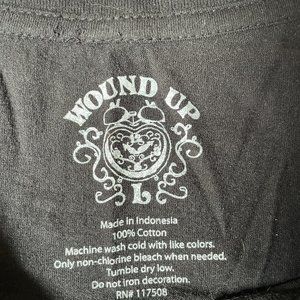 WOUND UP
L
Made in Indonesia
100% Cotton
Machine wash cold with like colors.
Only non-chlorine bleach when needed.
Tumble dry low.
Do not iron decoration.
RN# 117508